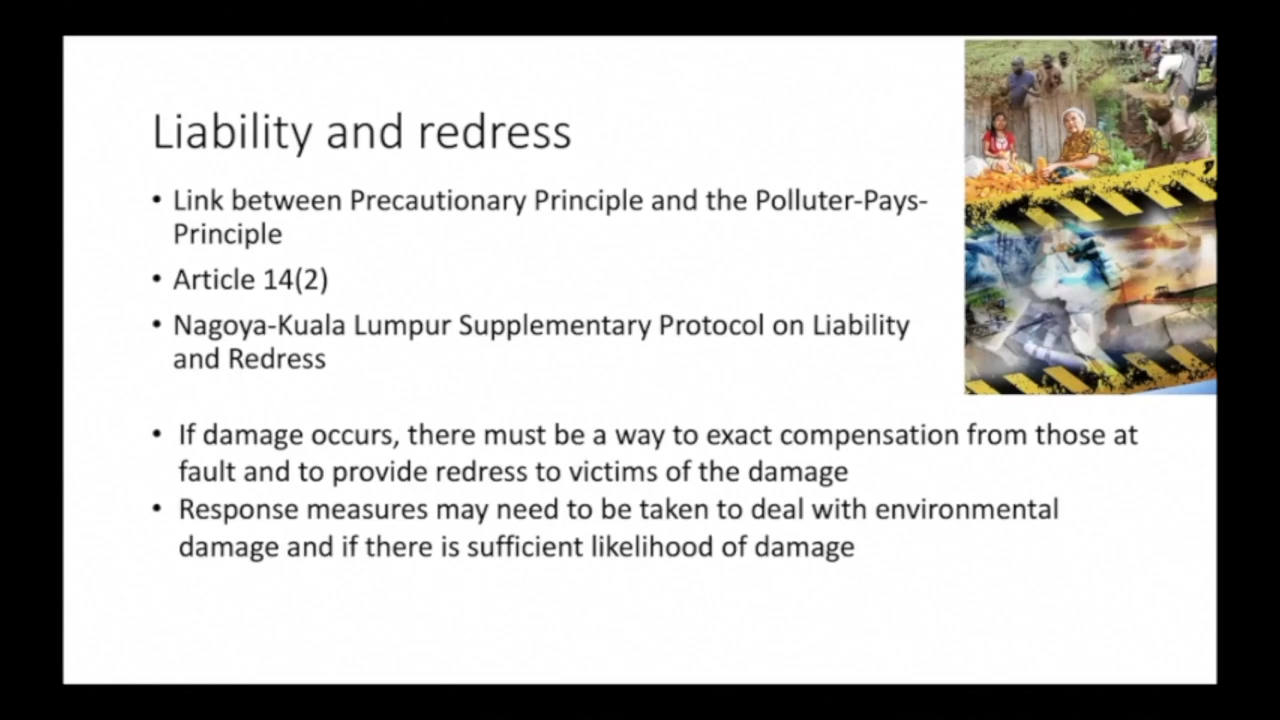 Liability and redress
• Link between Precautionary Principle and the Polluter-Pays-
Principle
• Article 14(2)
• Nagoya-Kuala Lumpur Supplementary Protocol on Liability
and Redress
• If damage occurs, there must be a way to exact compensation from those at
fault and to provide redress to victims of the damage
• Response measures may need to be taken to deal with environmental
damage and if there is sufficient likelihood of damage